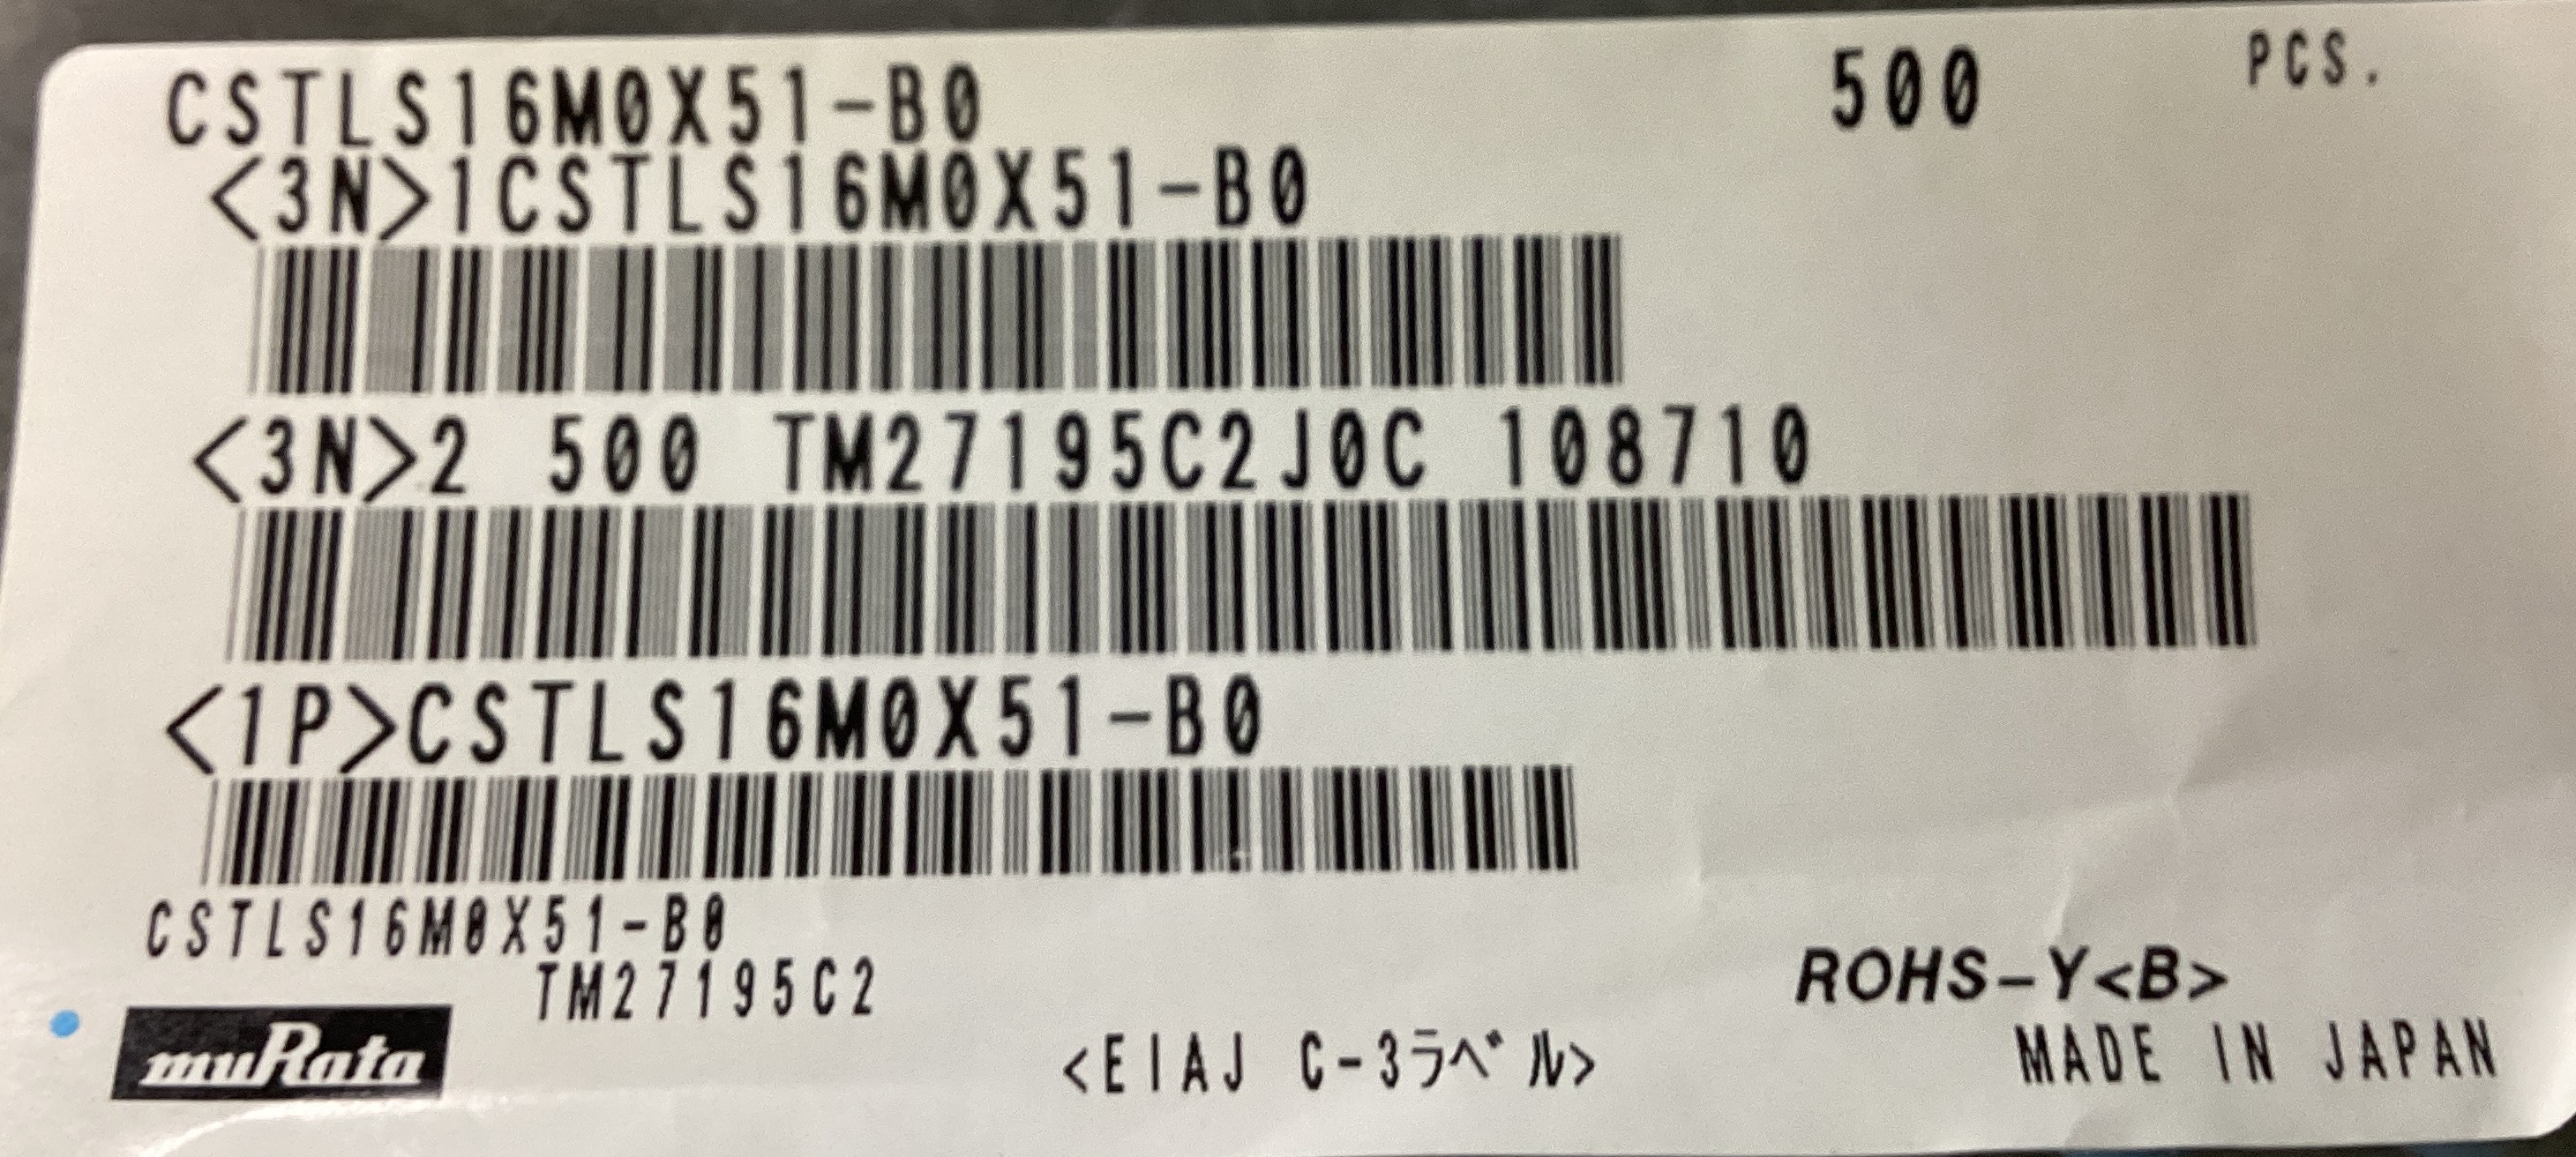 CSTLS16M0X51-B0 500 PCS.
<3N>1CSTLS16M0X51-B0
<3N>2 500 TM27195C2J0C 108710
<1P>CSTLS16M0X51-B0
CSTLS16M0X51-B0
TM27195C2
ROHS-Y<B>
muRata
<EIAJ C-3ラベル>
MADE IN JAPAN